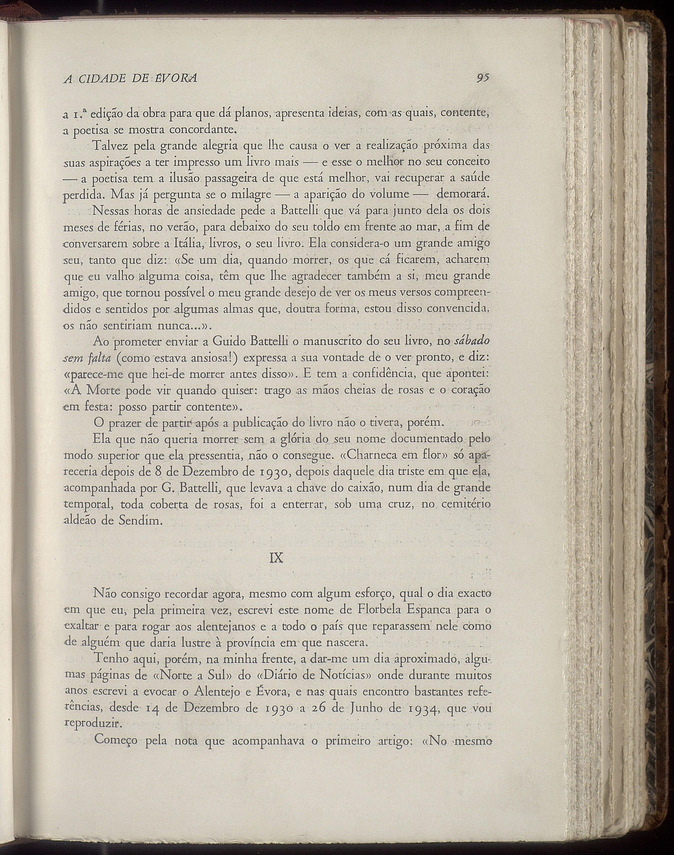 A CIDADE DE ÉVORA 95
a 1.ª edição da obra para que dá planos, apresenta ideias, com as quais, contente,
a poetisa se mostra concordante.
Talvez pela grande alegria que lhe causa o ver a realização próxima das
suas aspirações a ter impresso um livro mais — e esse o melhor no seu conceito
— a poetisa tem a ilusão passageira de que está melhor, vai recuperar a saúde
perdida. Mas já pergunta se o milagre — a aparição do volume — demorará.
Nessas horas de ansiedade pede a Battelli que vá para junto dela os dois
meses de férias, no verão, para debaixo do seu toldo em frente ao mar, a fim de
conversarem sobre a Itália, livros, o seu livro. Ela considera-o um grande amigo
seu, tanto que diz: «Se um dia, quando morrer, os que cá ficarem, acharem
que eu valho alguma coisa, têm que lhe agradecer também a si, meu grande
amigo, que tornou possível o meu grande desejo de ver os meus versos compreen-
didos e sentidos por algumas almas que, doutra forma, estou disso convencida,
os não sentiriam nunca...».
Ao prometer enviar a Guido Battelli o manuscrito do seu livro, no sábado
sem falta (como estava ansiosa!) expressa a sua vontade de o ver pronto, e diz:
«parece-me que hei-de morrer antes disso». E tem a confidência, que apontei:
«A Morte pode vir quando quiser: trago as mãos cheias de rosas e o coração
em festa: posso partir contente».
O prazer de partir após a publicação do livro não o tivera, porém.
Ela que não queria morrer sem a glória do seu nome documentado pelo
modo superior que ela pressentia, não o consegue. «Charneca em flor» só apa-
receria depois de 8 de Dezembro de 1930, depois daquele dia triste em que ela,
acompanhada por G. Battelli, que levava a chave do caixão, num dia de grande
temporal, toda coberta de rosas, foi a enterrar, sob uma cruz, no cemitério
aldeão de Sendim.
IX
Não consigo recordar agora, mesmo com algum esforço, qual o dia exacto
em que eu, pela primeira vez, escrevi este nome de Florbela Espanca para o
exaltar e para rogar aos alentejanos e a todo o país que reparassem nele como
de alguém que daria lustre à província em que nascera.
Tenho aqui, porém, na minha frente, a dar-me um dia aproximado, algu-
mas páginas de «Norte a Sul» do «Diário de Notícias» onde durante muitos
anos escrevi a evocar o Alentejo e Évora, e nas quais encontro bastantes refe-
rências, desde 14 de Dezembro de 1930 a 26 de Junho de 1934, que vou
reproduzir.
Começo pela nota que acompanhava o primeiro artigo: «No mesmo